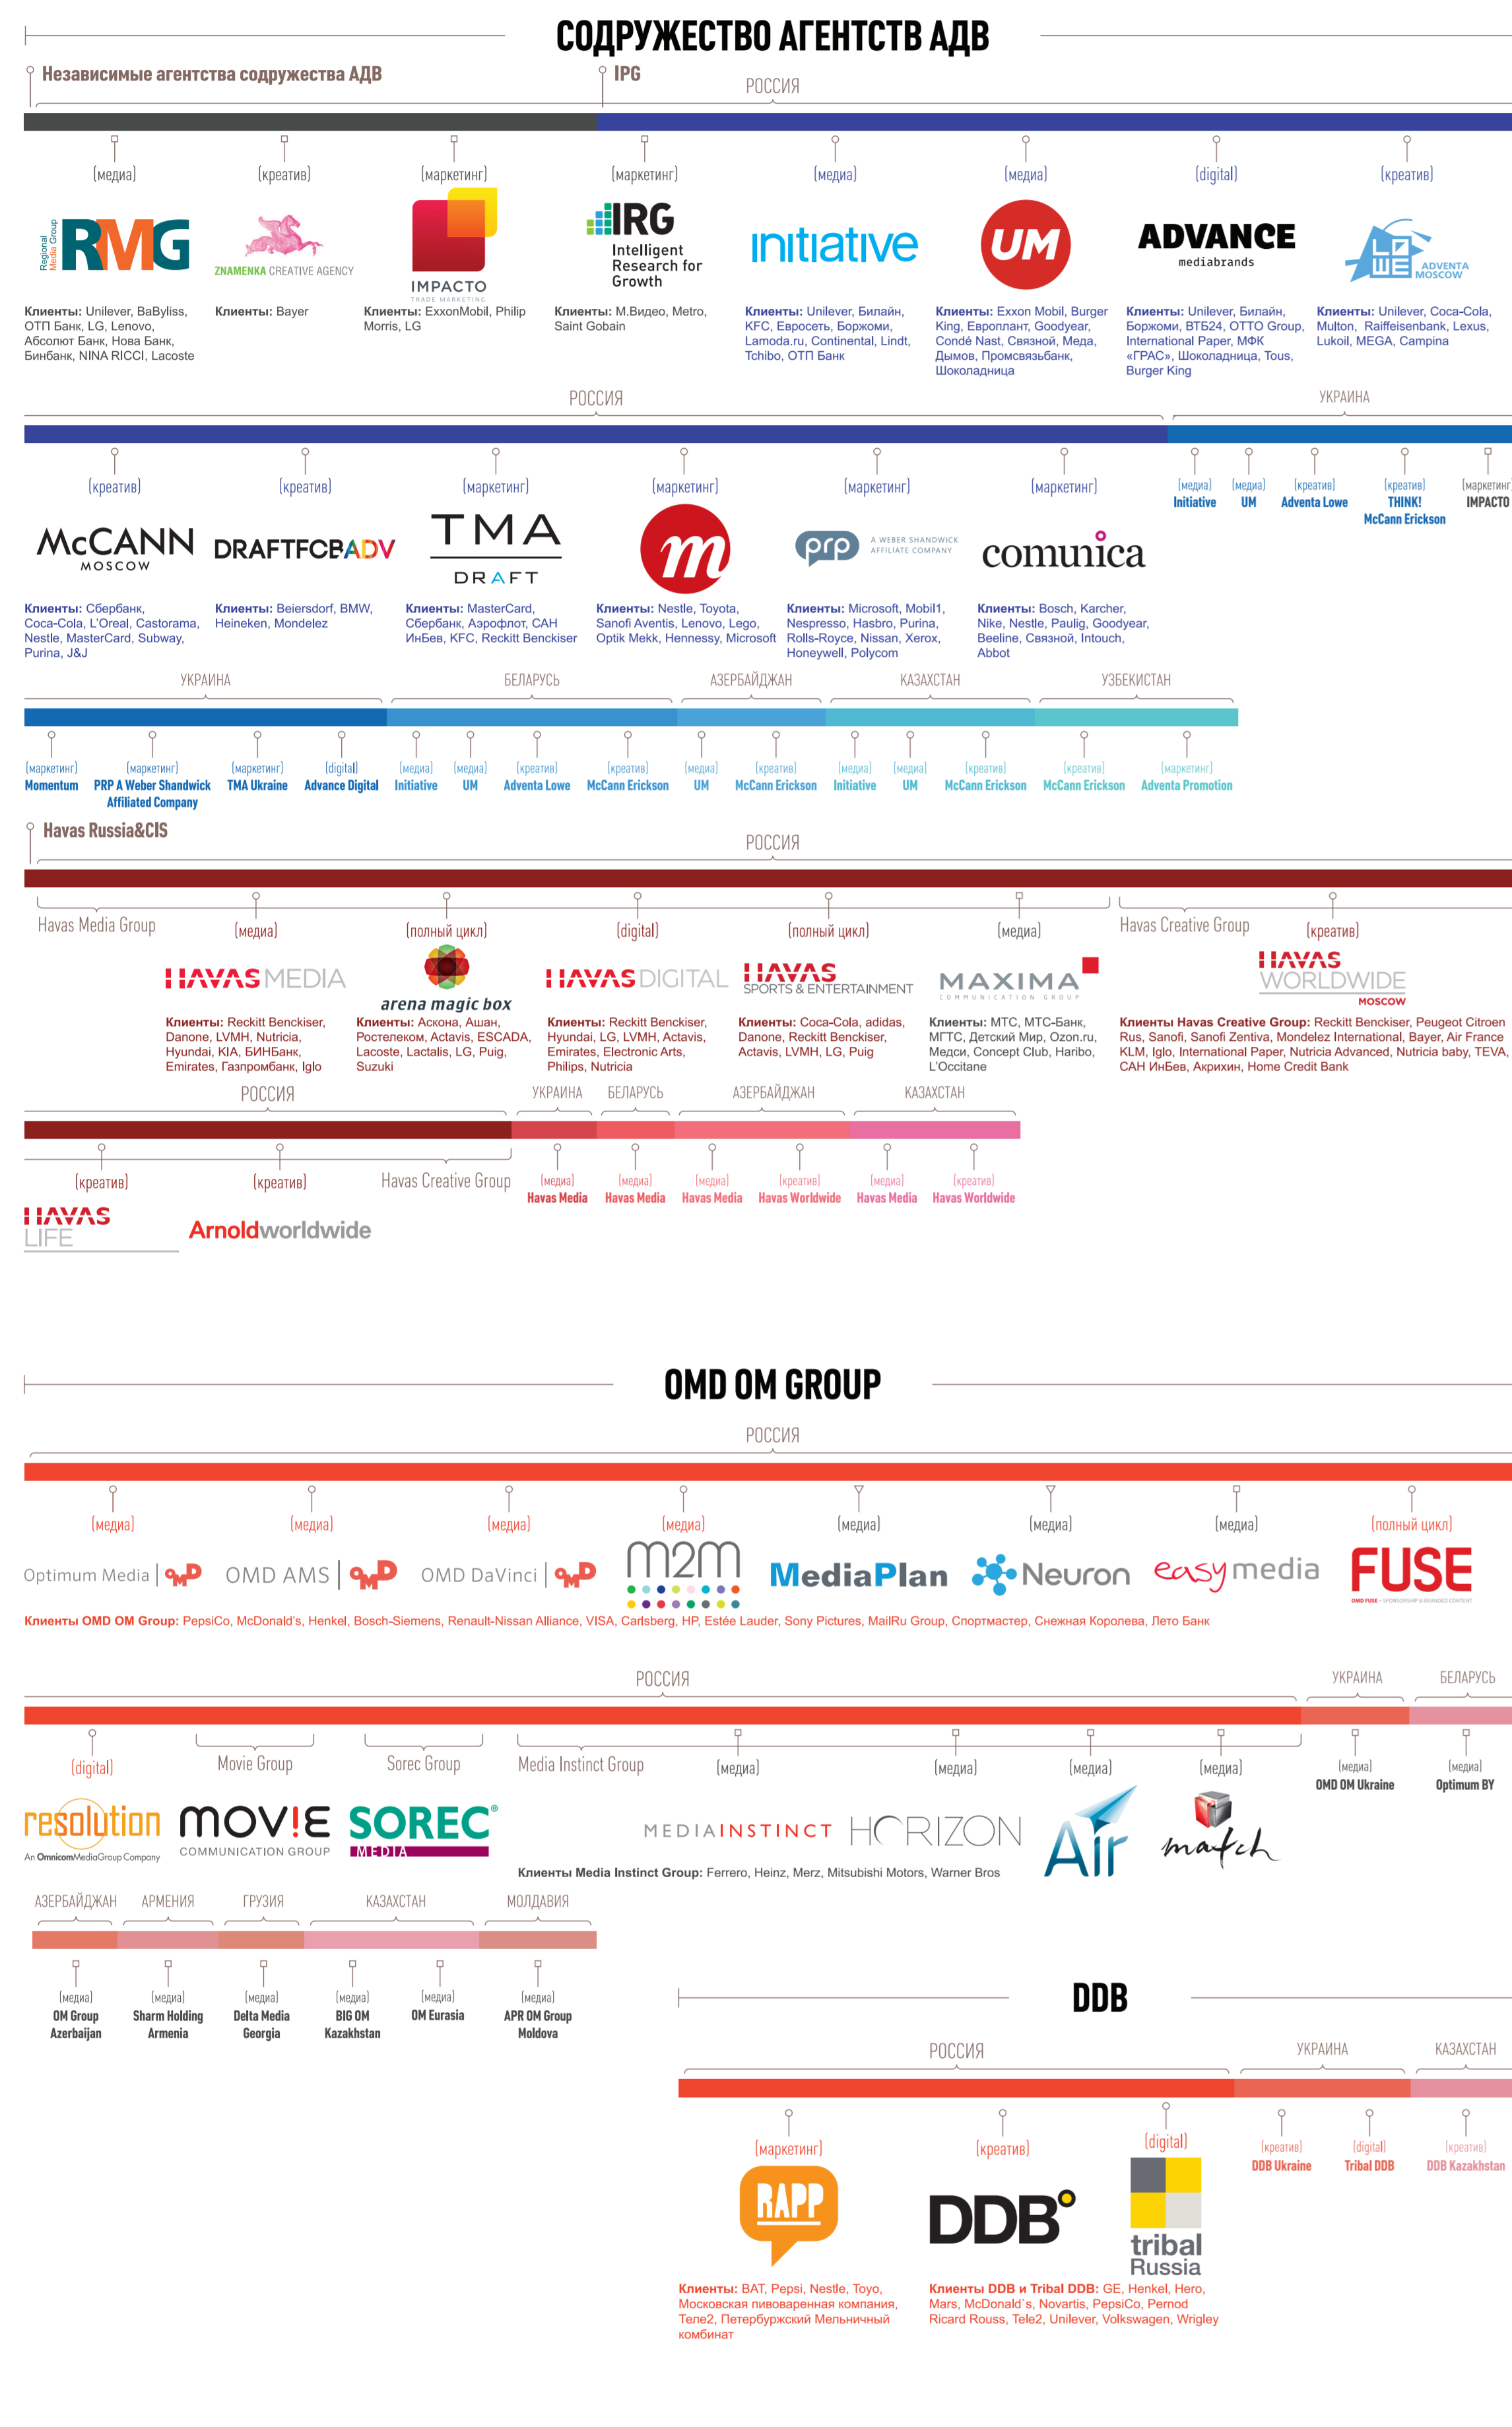 СОДРУЖЕСТВО АГЕНТСТВ АДВ
Независимые агентства содружества АДВ
IPG
РОССИЯ
(медиа)
(креатив)
(маркетинг)
(маркетинг)
(медиа)
(медиа)
(digital)
(креатив)
Regional
Media Group
RMG
ZNAMENKA CREATIVE AGENCY
IMPACTO
TRADE MARKETING
IRG
Intelligent
Research for
Growth
INITIATIVE
UM
ADVANCE
mediabrands
LOWE
ADVENTA
MOSCOW
Клиенты: Unilever, BaByliss,
ОТП Банк, LG, Lenovo,
Абсолют Банк, Нова Банк,
Бинбанк, NINA RICCI, Lacoste
Клиенты: Bayer
Клиенты: ExxonMobil, Philip
Morris, LG
Клиенты: М.Видео, Metro,
Saint Gobain
Клиенты: Unilever, Билайн,
KFC, Евросеть, Боржоми,
Lamoda.ru, Continental, Lindt,
Tchibo, ОТП Банк
Клиенты: Exxon Mobil, Burger
King, Европлант, Goodyear,
Condé Nast, Связной, Меда,
Дымов, Промсвязьбанк,
Шоколадница
Клиенты: Unilever, Билайн,
Боржоми, ВТБ24, OTTO Group,
International Paper, МФК
«ГРАС», Шоколадница, Tous,
Burger King
Клиенты: Unilever, Coca-Cola,
Multon, Raiffeisenbank, Lexus,
Lukoil, MEGA, Campina
РОССИЯ
УКРАИНА
(креатив)
(креатив)
(маркетинг)
(маркетинг)
(маркетинг)
(маркетинг)
(медиа)
Initiative
(медиа)
UM
(креатив)
Adventa Lowe
(креатив)
THINK!
McCann Erickson
(маркетинг
IMPACTO
McCANN
MOSCOW
DRAFTFCBADV
TMA
DRAFT
m
prp
A WEBER SHANDWICK
AFFILIATE COMPANY
comunica
Клиенты: Сбербанк,
Coca-Cola, L'Oreal, Castorama,
Nestle, MasterCard, Subway,
Purina, J&J
Клиенты: Beiersdorf, BMW,
Heineken, Mondelez
Клиенты: MasterCard,
Сбербанк, Аэрофлот, САН
ИнБев, KFC, Reckitt Benckiser
Клиенты: Nestle, Toyota,
Sanofi Aventis, Lenovo, Lego,
Optik Mekk, Hennessy, Microsoft
Клиенты: Microsoft, Mobil1,
Nespresso, Hasbro, Purina,
Rolls-Royce, Nissan, Xerox,
Honeywell, Polycom
Клиенты: Bosch, Karcher,
Nike, Nestle, Paulig, Goodyear,
Beeline, Связной, Intouch,
Abbot
УКРАИНА
БЕЛАРУСЬ
АЗЕРБАЙДЖАН
КАЗАХСТАН
УЗБЕКИСТАН
(маркетинг)
Momentum
(маркетинг)
PRP A Weber Shandwick
Affiliated Company
(маркетинг)
TMA Ukraine
(digital)
Advance Digital
(медиа)
Initiative
(медиа)
UM
(креатив)
Adventa Lowe
(креатив)
McCann Erickson
(медиа)
UM
(креатив)
McCann Erickson
(медиа)
Initiative
(медиа)
UM
(креатив)
McCann Erickson
(креатив)
McCann Erickson
(маркетинг)
Adventa Promotion
Havas Russia&CIS
РОССИЯ
Havas Media Group
(медиа)
(полный цикл)
(digital)
(полный цикл)
(медиа)
Havas Creative Group
(креатив)
HAVAS MEDIA
arena magic box
HAVAS DIGITAL
HAVAS
SPORTS & ENTERTAINMENT
MAXIMA
COMMUNICATION GROUP
HAVAS
WORLDWIDE
MOSCOW
Клиенты: Reckitt Benckiser,
Danone, LVMH, Nutricia,
Hyundai, KIA, БИНБанк,
Emirates, Газпромбанк, Iglo
Клиенты: Аскона, Ашан,
Ростелеком, Actavis, ESCADA,
Lacoste, Lactalis, LG, Puig,
Suzuki
Клиенты: Reckitt Benckiser,
Hyundai, LG, LVMH, Actavis,
Emirates, Electronic Arts,
Philips, Nutricia
Клиенты: Coca-Cola, adidas,
Danone, Reckitt Benckiser,
Actavis, LVMH, LG, Puig
Клиенты: МТС, МТС-Банк,
МГТС, Детский Мир, Ozon.ru,
Медси, Concept Club, Haribo,
L'Occitane
Клиенты Havas Creative Group: Reckitt Benckiser, Peugeot Citroen
Rus, Sanofi, Sanofi Zentiva, Mondelez International, Bayer, Air France
KLM, Iglo, International Paper, Nutricia Advanced, Nutricia baby, TEVA,
САН ИнБев, Акрихин, Home Credit Bank
РОССИЯ
УКРАИНА
БЕЛАРУСЬ
АЗЕРБАЙДЖАН
КАЗАХСТАН
(креатив)
(креатив)
Havas Creative Group
(медиа)
Havas Media
(медиа)
Havas Media
(медиа)
Havas Media
(креатив)
Havas Worldwide
(медиа)
Havas Media
(креатив)
Havas Worldwide
HAVAS
LIFE
Arnoldworldwide
OMD OM GROUP
РОССИЯ
(медиа)
(медиа)
(медиа)
(медиа)
(медиа)
(медиа)
(медиа)
(полный цикл)
Optimum Media | OMD
OMD AMS | OMD
OMD DaVinci | OMD
m2m
MediaPlan
Neuron
easy media
FUSE
OMD FUSE - SPONSORSHIP & BRANDED CONTENT
Клиенты OMD OM Group: PepsiCo, McDonald's, Henkel, Bosch-Siemens, Renault-Nissan Alliance, VISA, Carlsberg, HP, Estée Lauder, Sony Pictures, MailRu Group, Спортмастер, Снежная Королева, Лето Банк
РОССИЯ
УКРАИНА
БЕЛАРУСЬ
(digital)
Movie Group
Sorec Group
Media Instinct Group
(медиа)
(медиа)
(медиа)
(медиа)
(медиа)
OMD OM Ukraine
(медиа)
Optimum BY
resolution
An OmnicomMediaGroup Company
MOV!E
COMMUNICATION GROUP
SOREC®
MEDIA
MEDIAINSTINCT
HORIZON
Air
match
Клиенты Media Instinct Group: Ferrero, Heinz, Merz, Mitsubishi Motors, Warner Bros
АЗЕРБАЙДЖАН
АРМЕНИЯ
ГРУЗИЯ
КАЗАХСТАН
МОЛДАВИЯ
(медиа)
OM Group
Azerbaijan
(медиа)
Sharm Holding
Armenia
(медиа)
Delta Media
Georgia
(медиа)
BIG OM
Kazakhstan
(медиа)
OM Eurasia
(медиа)
APR OM Group
Moldova
DDB
РОССИЯ
УКРАИНА
КАЗАХСТАН
(маркетинг)
(креатив)
(digital)
(креатив)
DDB Ukraine
(digital)
Tribal DDB
(креатив)
DDB Kazakhstan
RAPP
DDB
tribal
Russia
Клиенты: BAT, Pepsi, Nestle, Toyo,
Московская пивоваренная компания,
Теле2, Петербуржский Мельничный
комбинат
Клиенты DDB и Tribal DDB: GE, Henkel, Hero,
Mars, McDonald`s, Novartis, PepsiCo, Pernod
Ricard Rouss, Tele2, Unilever, Volkswagen, Wrigley